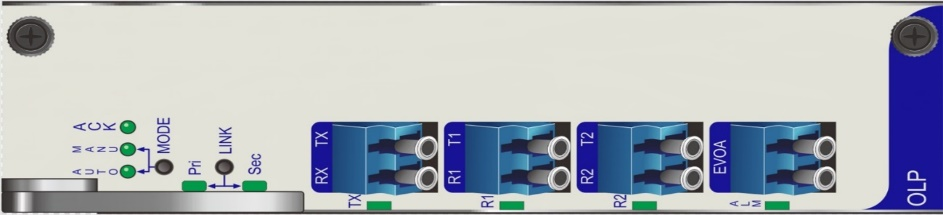 ACK
MANU
AUTO
MODE
Pri
LINK
Sec
RX TX
R1 T1
R2 T2
EVOA
TX
R1
R2
ALM
OLP